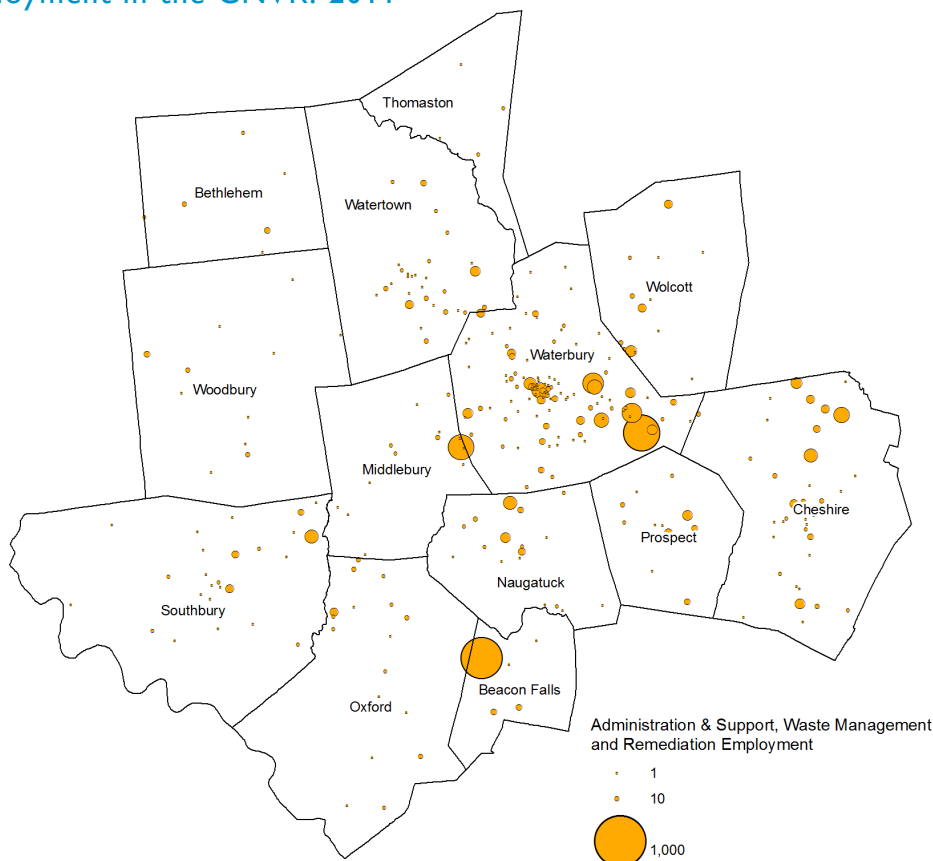 Thomaston
Bethlehem
Watertown
Wolcott
Waterbury
Woodbury
Middlebury
Cheshire
Prospect
Naugatuck
Southbury
Beacon Falls
Oxford
Administration & Support, Waste Management
and Remediation Employment
1
10
1,000